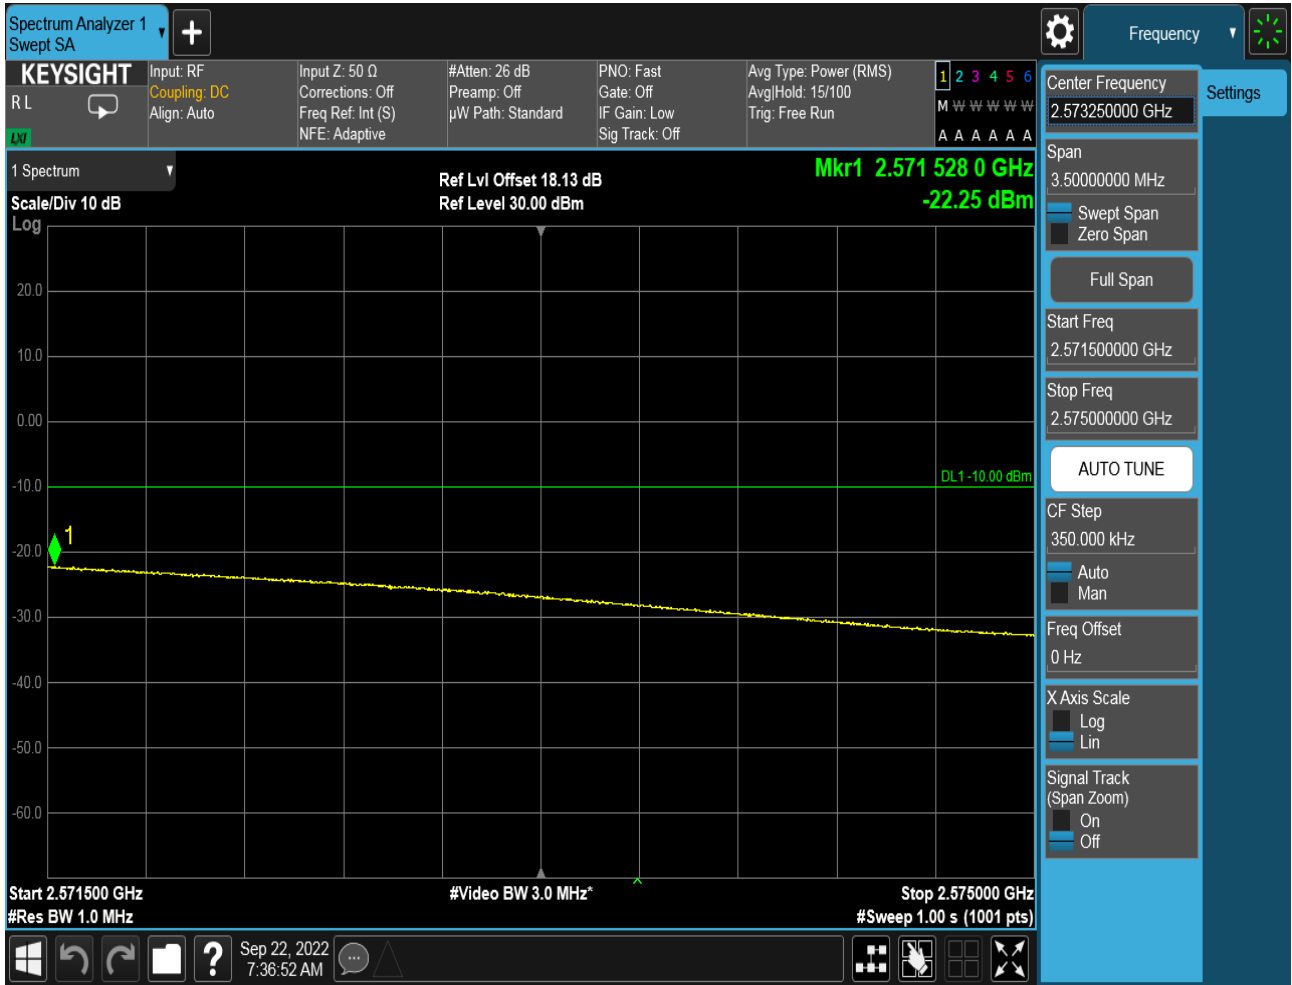 Spectrum Analyzer 1
Swept SA
+
Frequency
KEYSIGHT
R L
LXI
Input: RF
Coupling: DC
Align: Auto
Input Z: 50 Ω
Corrections: Off
Freq Ref: Int (S)
NFE: Adaptive
#Atten: 26 dB
Preamp: Off
µW Path: Standard
PNO: Fast
Gate: Off
IF Gain: Low
Sig Track: Off
Avg Type: Power (RMS)
Avg|Hold: 15/100
Trig: Free Run
1 2 3 4 5 6
M W W W W W
A A A A A A
1 Spectrum
Scale/Div 10 dB
Log
Ref Lvl Offset 18.13 dB
Ref Level 30.00 dBm
Mkr1 2.571 528 0 GHz
-22.25 dBm
20.0
10.0
0.00
DL1 -10.00 dBm
-10.0
1
-20.0
-30.0
-40.0
-50.0
-60.0
Start 2.571500 GHz
#Video BW 3.0 MHz*
Stop 2.575000 GHz
#Res BW 1.0 MHz
#Sweep 1.00 s (1001 pts)
Center Frequency
2.573250000 GHz
Settings
Span
3.50000000 MHz
Swept Span
Zero Span
Full Span
Start Freq
2.571500000 GHz
Stop Freq
2.575000000 GHz
AUTO TUNE
CF Step
350.000 kHz
Auto
Man
Freq Offset
0 Hz
X Axis Scale
Log
Lin
Signal Track
(Span Zoom)
On
Off
?
Sep 22, 2022
7:36:52 AM